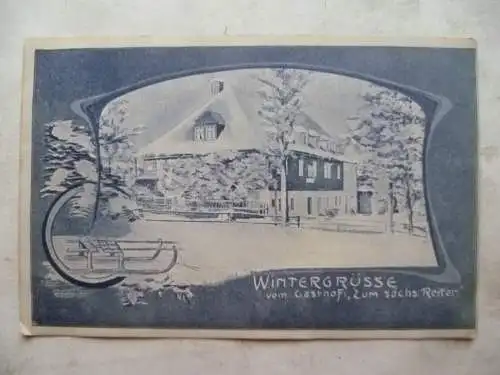 WINTERGRÜSSE
vom Gasthof „Zum sächs. Reiter"